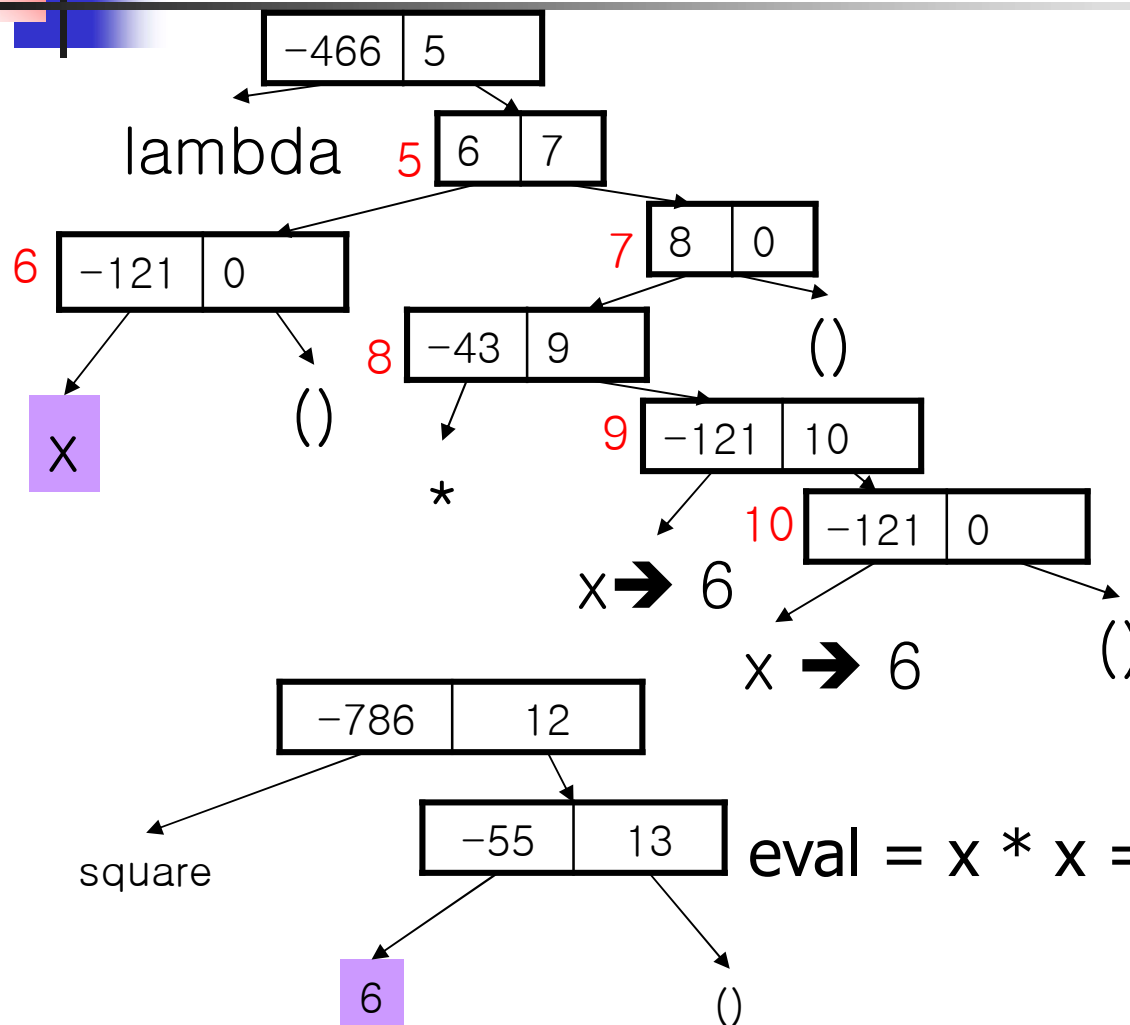 -466 5
lambda
5 6 7
6 -121 0
7 8 0
8 -43 9
()
x
()
*
9 -121 10
10 -121 0
x➔ 6
x ➔ 6
()
-786 12
square
-55 13
eval = x * x =
6
()